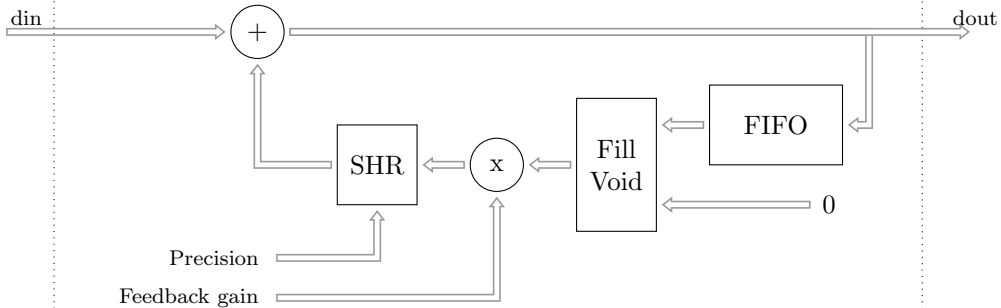 din
dout
+
FIFO
Fill
Void
SHR
x
0
Precision
Feedback gain